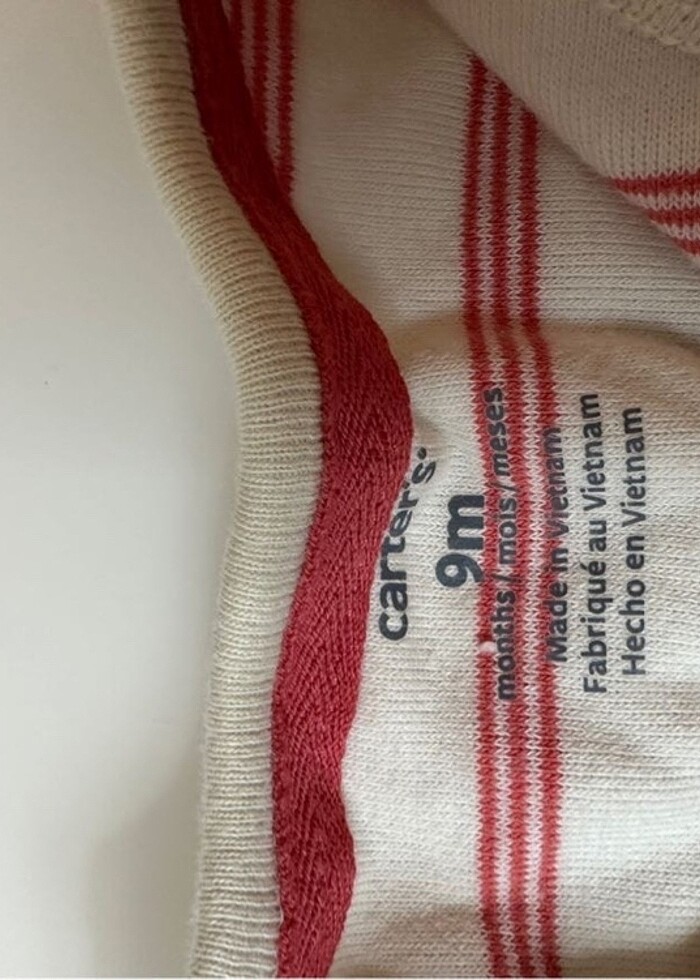 carter's
9m
months / mois / meses
Made in Vietnam
Fabriqué au Vietnam
Hecho en Vietnam